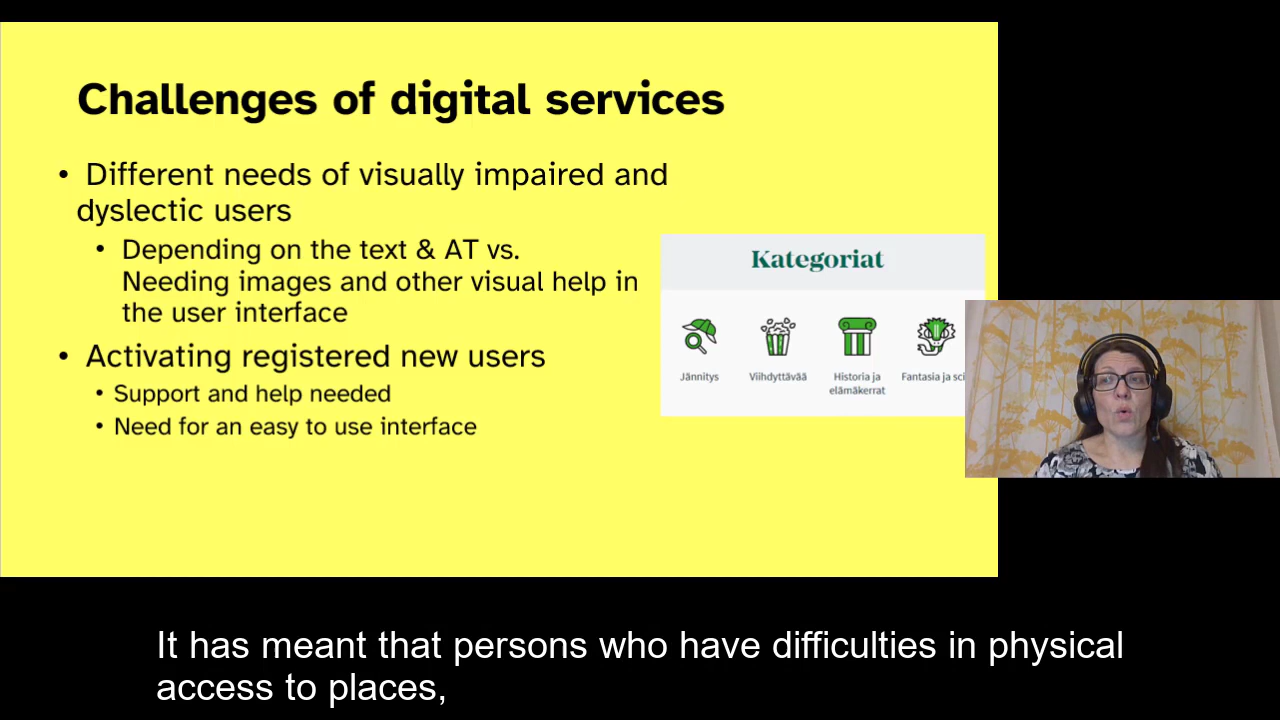 Challenges of digital services
• Different needs of visually impaired and
dyslectic users
• Depending on the text & AT vs.
Needing images and other visual help in
the user interface
• Activating registered new users
• Support and help needed
• Need for an easy to use interface
Kategoriat
Jännitys
Viihdyttävää
Historia ja
elämäkerrat
Fantasia ja sci
It has meant that persons who have difficulties in physical
access to places,